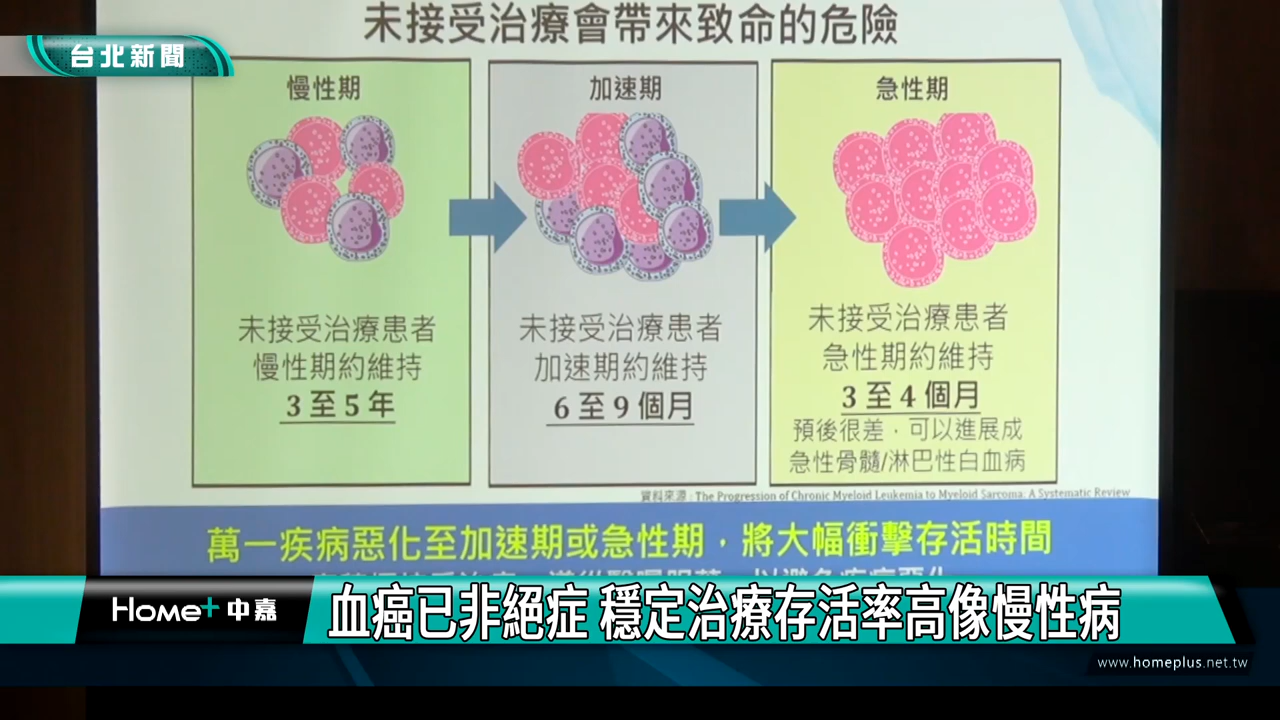 未接受治療會帶來致命的危險
台北新聞
慢性期
加速期
急性期
未接受治療患者
慢性期約維持
3 至 5 年
未接受治療患者
加速期約維持
6 至 9 個月
未接受治療患者
急性期約維持
3 至 4 個月
預後很差，可以進展成
急性骨髓/淋巴性白血病
資料來源：The Progression of Chronic Myeloid Leukemia to Myeloid Sarcoma: A Systematic Review
萬一疾病惡化至加速期或急性期，將大幅衝擊存活時間
Home+ 中嘉
血癌已非絕症 穩定治療存活率高像慢性病
www.homeplus.net.tw